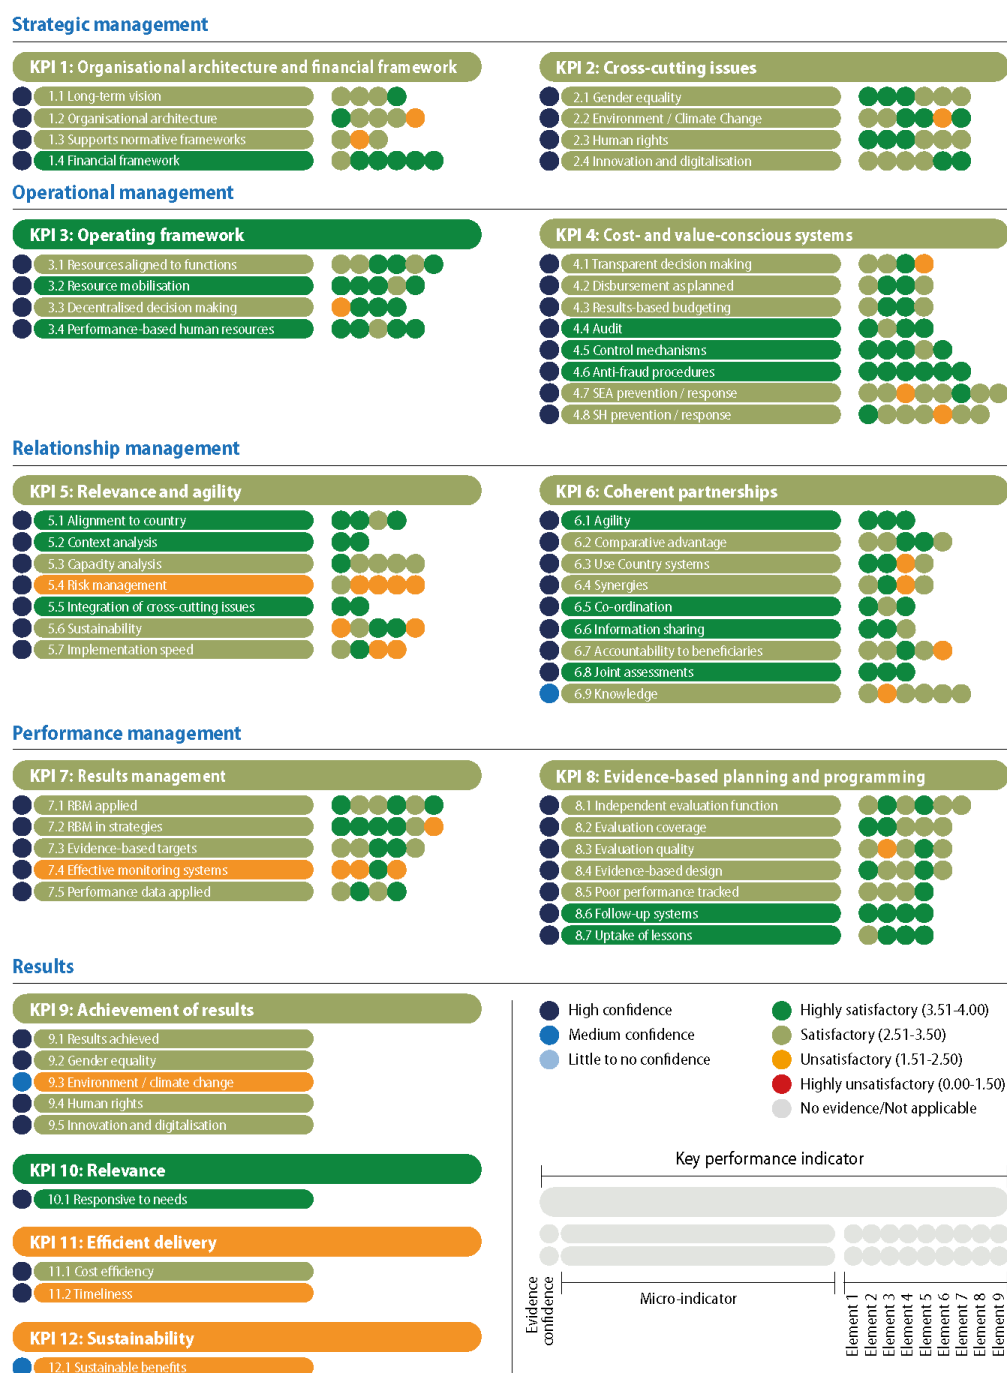 Strategic management
KPI 1: Organisational architecture and financial framework
1.1 Long-term vision
1.2 Organisational architecture
1.3 Supports normative frameworks
1.4 Financial framework
KPI 2: Cross-cutting issues
2.1 Gender equality
2.2 Environment / Climate Change
2.3 Human rights
2.4 Innovation and digitalisation
Operational management
KPI 3: Operating framework
3.1 Resources aligned to functions
3.2 Resource mobilisation
3.3 Decentralised decision making
3.4 Performance-based human resources
KPI 4: Cost- and value-conscious systems
4.1 Transparent decision making
4.2 Disbursement as planned
4.3 Results-based budgeting
4.4 Audit
4.5 Control mechanisms
4.6 Anti-fraud procedures
4.7 SEA prevention / response
4.8 SH prevention / response
Relationship management
KPI 5: Relevance and agility
5.1 Alignment to country
5.2 Context analysis
5.3 Capacity analysis
5.4 Risk management
5.5 Integration of cross-cutting issues
5.6 Sustainability
5.7 Implementation speed
KPI 6: Coherent partnerships
6.1 Agility
6.2 Comparative advantage
6.3 Use Country systems
6.4 Synergies
6.5 Co-ordination
6.6 Information sharing
6.7 Accountability to beneficiaries
6.8 Joint assessments
6.9 Knowledge
Performance management
KPI 7: Results management
7.1 RBM applied
7.2 RBM in strategies
7.3 Evidence-based targets
7.4 Effective monitoring systems
7.5 Performance data applied
KPI 8: Evidence-based planning and programming
8.1 Independent evaluation function
8.2 Evaluation coverage
8.3 Evaluation quality
8.4 Evidence-based design
8.5 Poor performance tracked
8.6 Follow-up systems
8.7 Uptake of lessons
Results
KPI 9: Achievement of results
9.1 Results achieved
9.2 Gender equality
9.3 Environment / climate change
9.4 Human rights
9.5 Innovation and digitalisation
KPI 10: Relevance
10.1 Responsive to needs
KPI 11: Efficient delivery
11.1 Cost efficiency
11.2 Timeliness
KPI 12: Sustainability
12.1 Sustainable benefits
High confidence
Medium confidence
Little to no confidence
Highly satisfactory (3.51-4.00)
Satisfactory (2.51-3.50)
Unsatisfactory (1.51-2.50)
Highly unsatisfactory (0.00-1.50)
No evidence/Not applicable
Key performance indicator
Evidence
confidence
Micro-indicator
Element 1
Element 2
Element 3
Element 4
Element 5
Element 6
Element 7
Element 8
Element 9